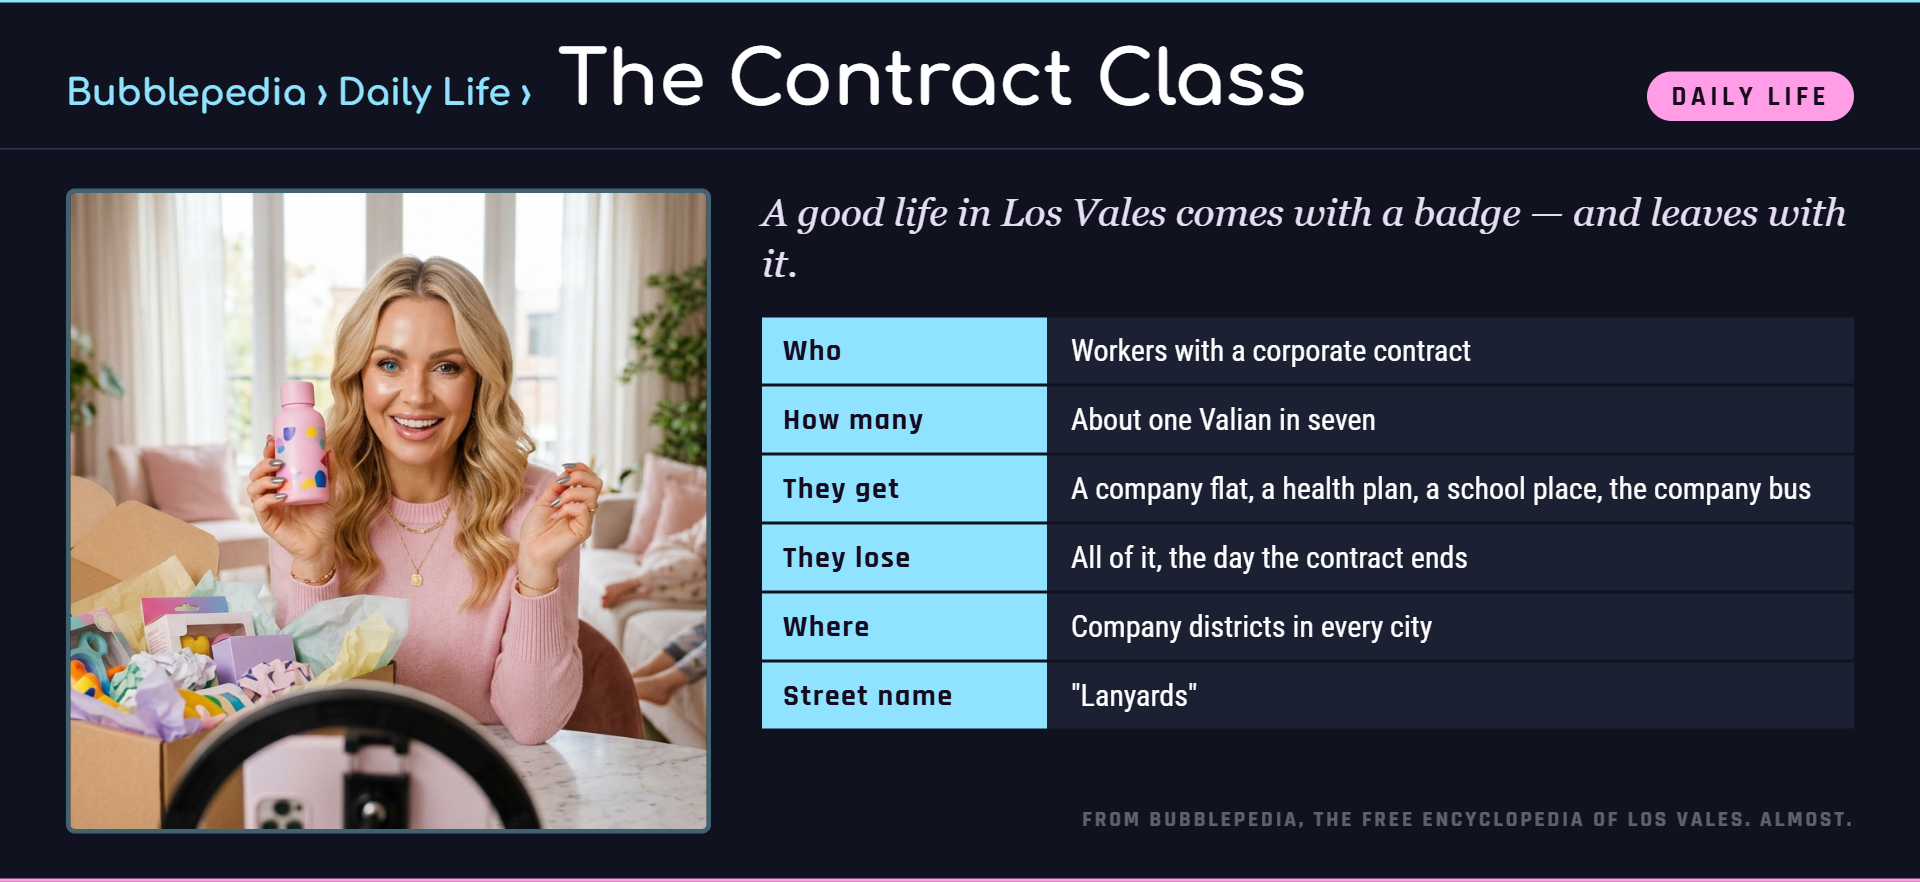 Bubblepedia › Daily Life › The Contract Class
DAILY LIFE
A good life in Los Vales comes with a badge — and leaves with
it.
Who
Workers with a corporate contract
How many
About one Valian in seven
They get
A company flat, a health plan, a school place, the company bus
They lose
All of it, the day the contract ends
Where
Company districts in every city
Street name
"Lanyards"
FROM BUBBLEPEDIA, THE FREE ENCYCLOPEDIA OF LOS VALES. ALMOST.